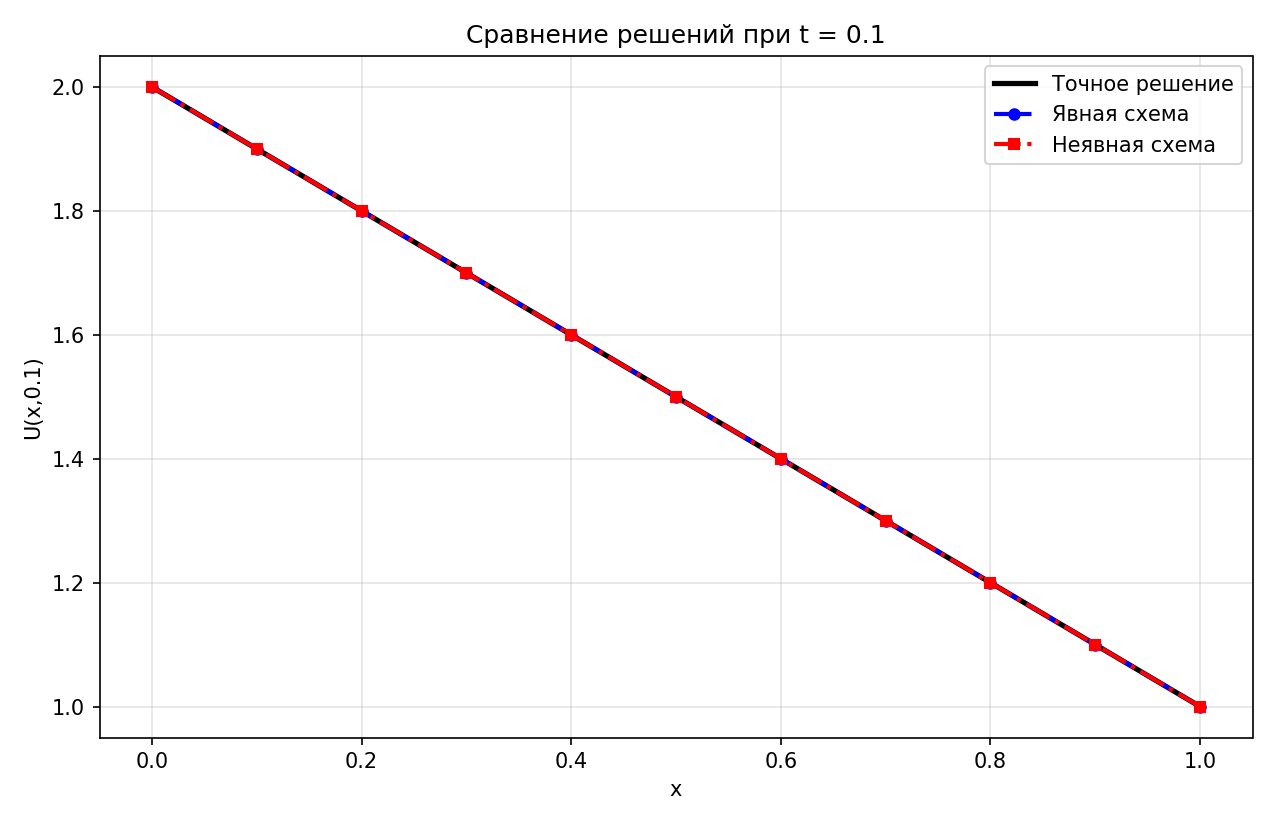 Сравнение решений при t = 0.1
Точное решение
Явная схема
Неявная схема
U(x,0.1)
2.0
1.8
1.6
1.4
1.2
1.0
0.0 0.2 0.4 0.6 0.8 1.0
x